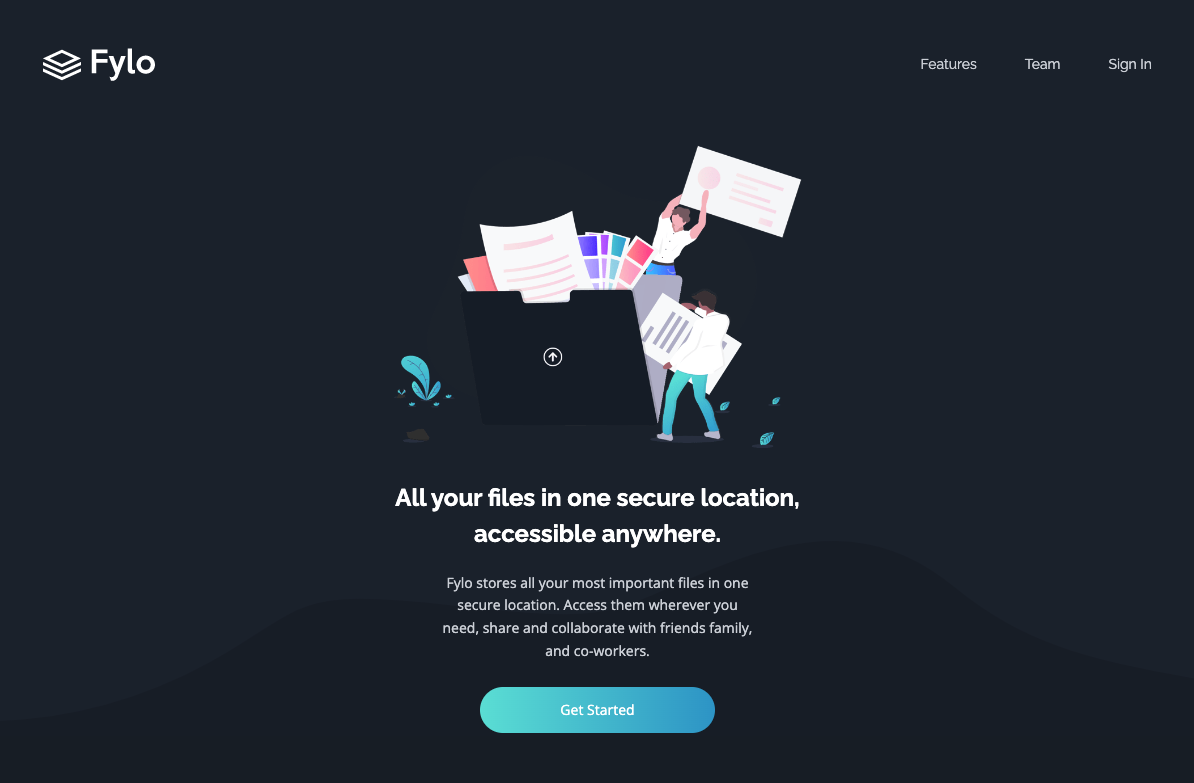 Fylo
Features
Team
Sign In
All your files in one secure location,
accessible anywhere.
Fylo stores all your most important files in one
secure location. Access them wherever you
need, share and collaborate with friends family,
and co-workers.
Get Started